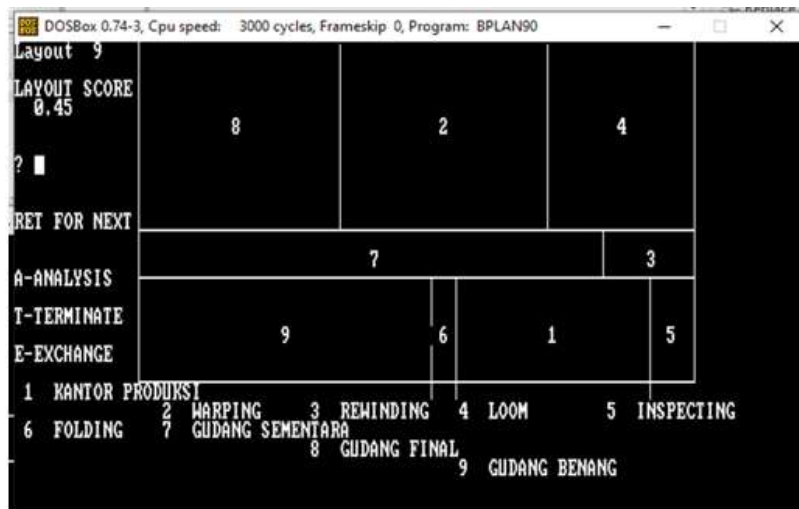 DOSBox 0.74-3, Cpu speed: 3000 cycles, Frameskip 0, Program: BPLAN90
Layout 9
LAYOUT SCORE
0.45
8 2 4
?
RET FOR NEXT
7 3
A-ANALYSIS
T-TERMINATE
9 6 1 5
E-EXCHANGE
1 KANTOR PRODUKSI
2 WARPING 3 REWINDING 4 LOOM 5 INSPECTING
6 FOLDING 7 GUDANG SEMENTARA
8 GUDANG FINAL
9 GUDANG BENANG